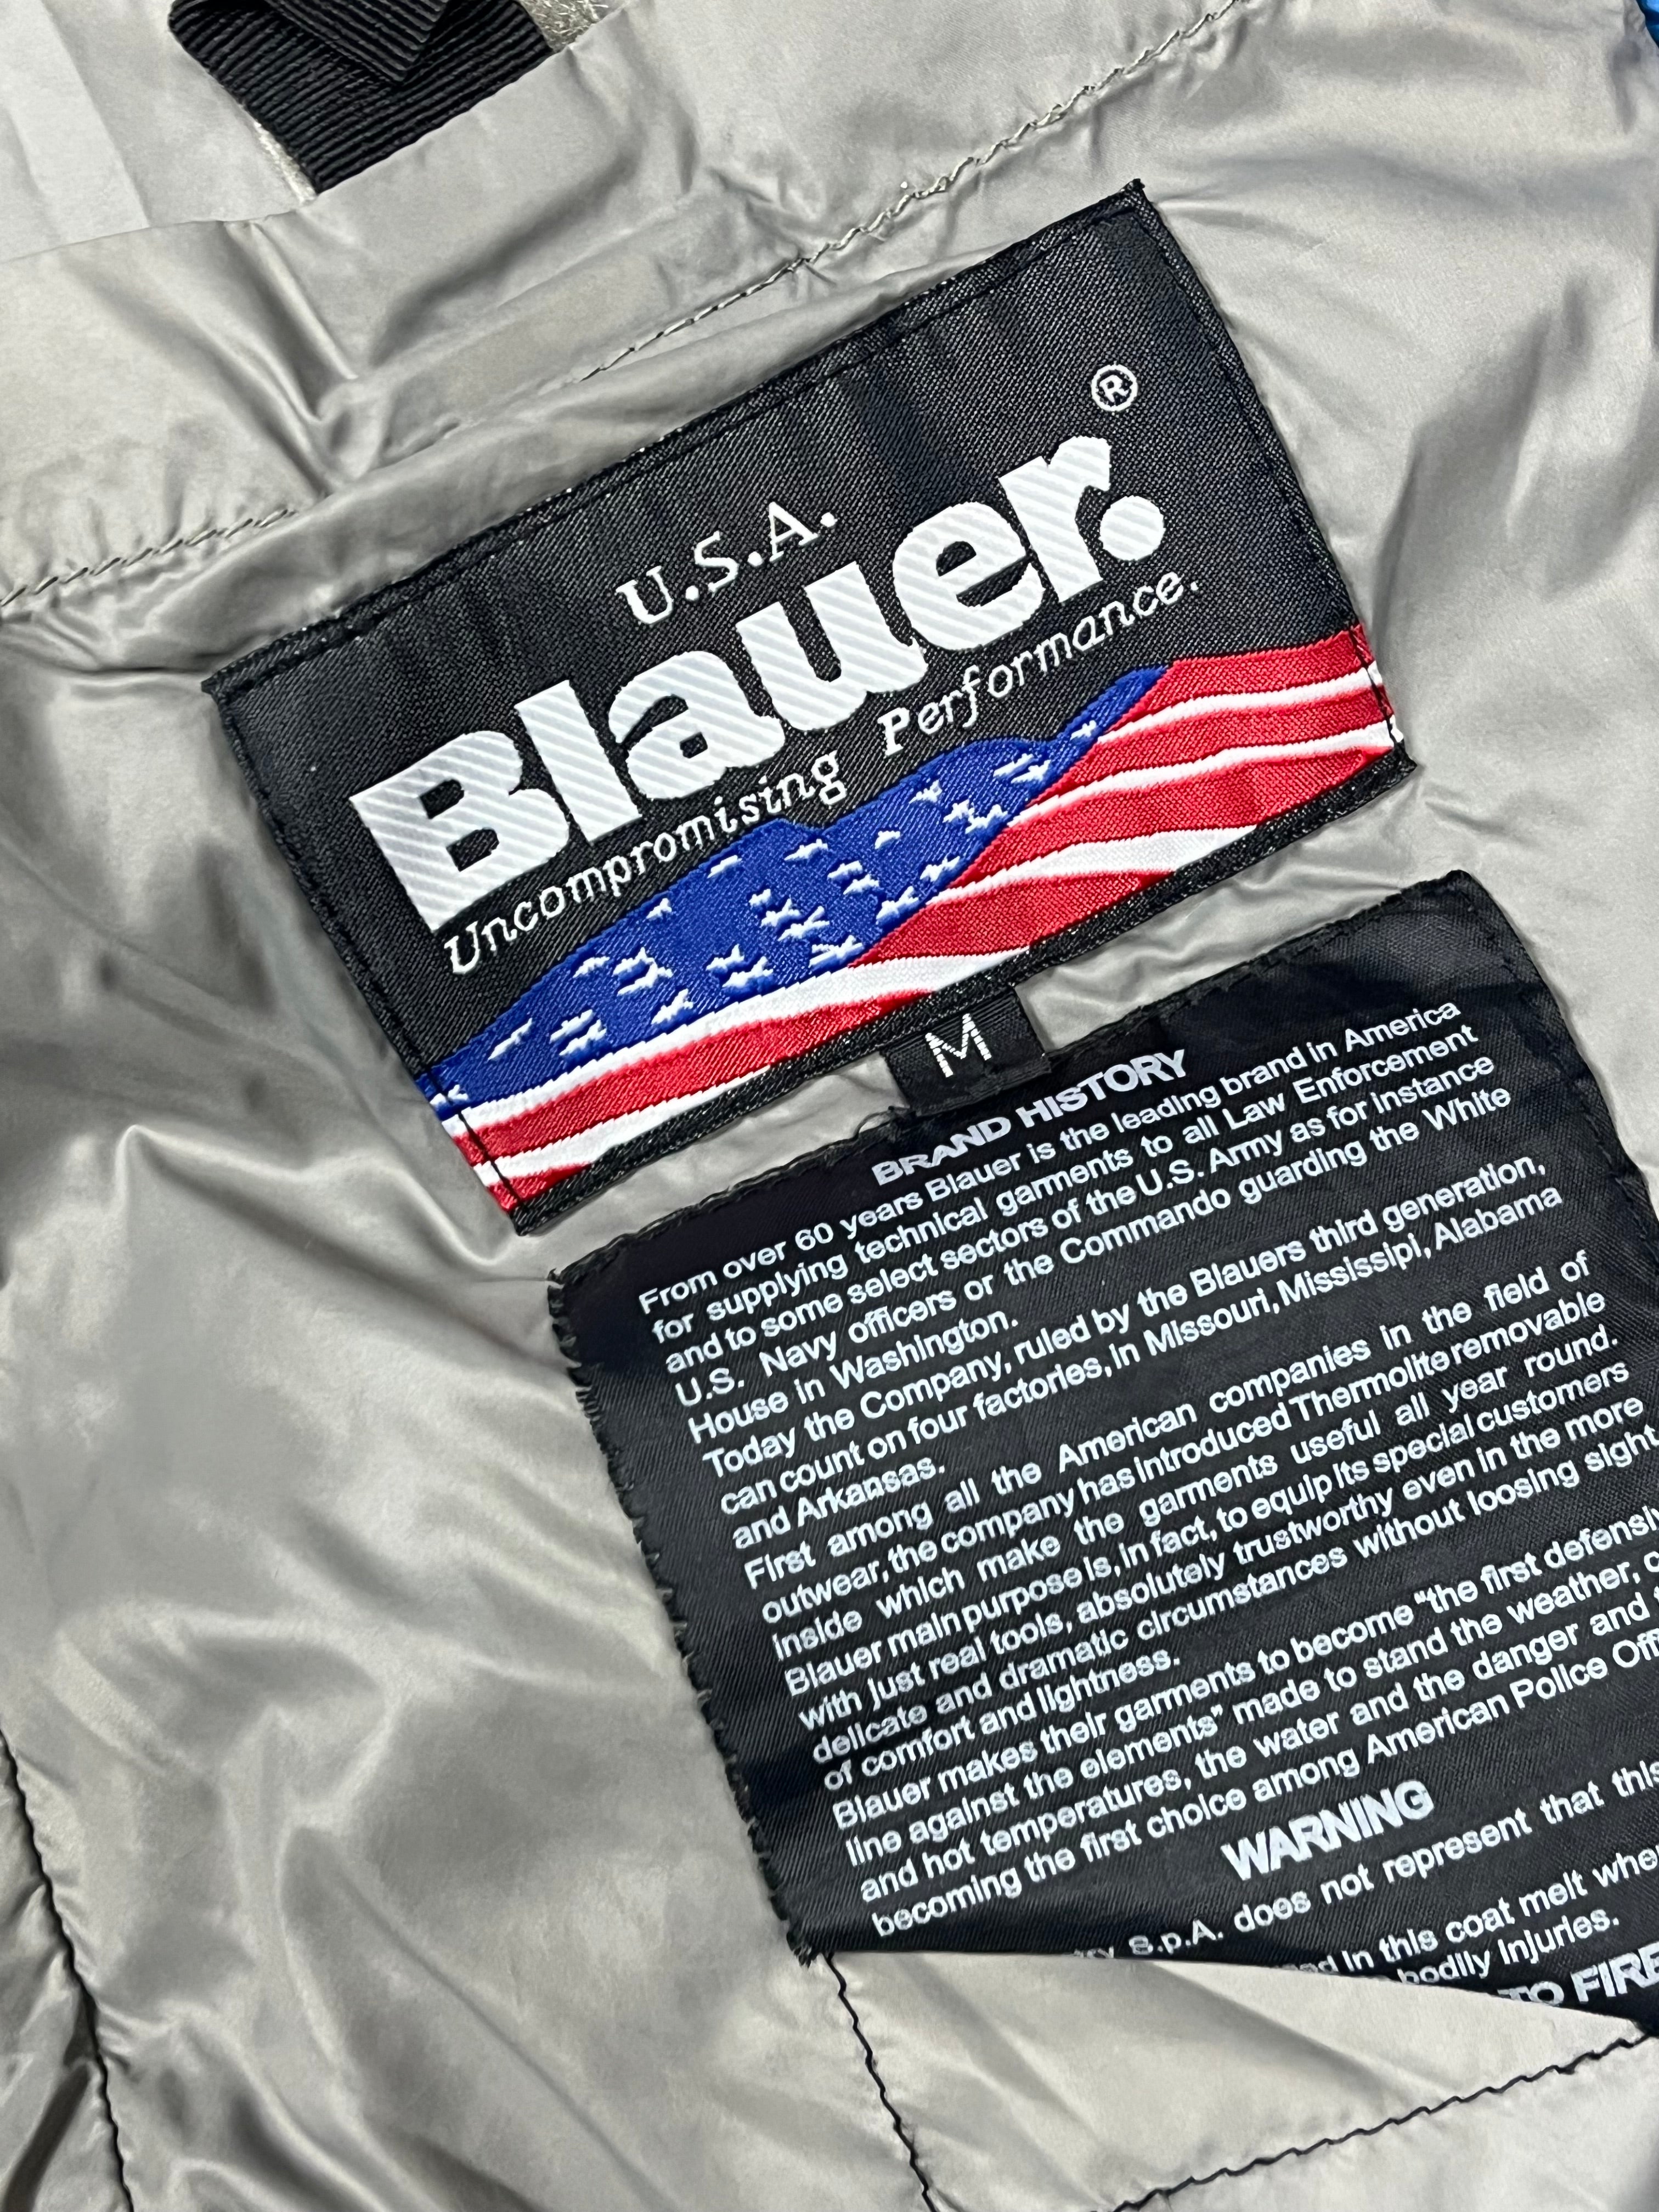 ®
U.S.A.
Blauer.
Uncompromising Performance.
M
BRAND HISTORY
From over 60 years Blauer is the leading brand in America
for supplying technical garments to all Law Enforcement
and to some select sectors of the U.S. Army as for instance
U.S. Navy officers or the Commando guarding the White
House in Washington.
Today the Company, ruled by the Blauers third generation,
can count on four factories, in Missouri, Mississipi, Alabama
and Arkansas.
First among all the American companies in the field of
outwear, the company has introduced Thermolite removable
inside which make the garments useful all year round.
Blauer main purpose is, in fact, to equip its special customers
with just real tools, absolutely trustworthy even in the more
delicate and dramatic circumstances without loosing sight
of comfort and lightness.
Blauer makes their garments to become "the first
line against the elements" made to stand the weather,
and hot temperatures, the water and the danger and
becoming the first choice among American Police
WARNING
S.p.A. does not represent that this
in this coat melt
bodily injuries.
TO FIRE